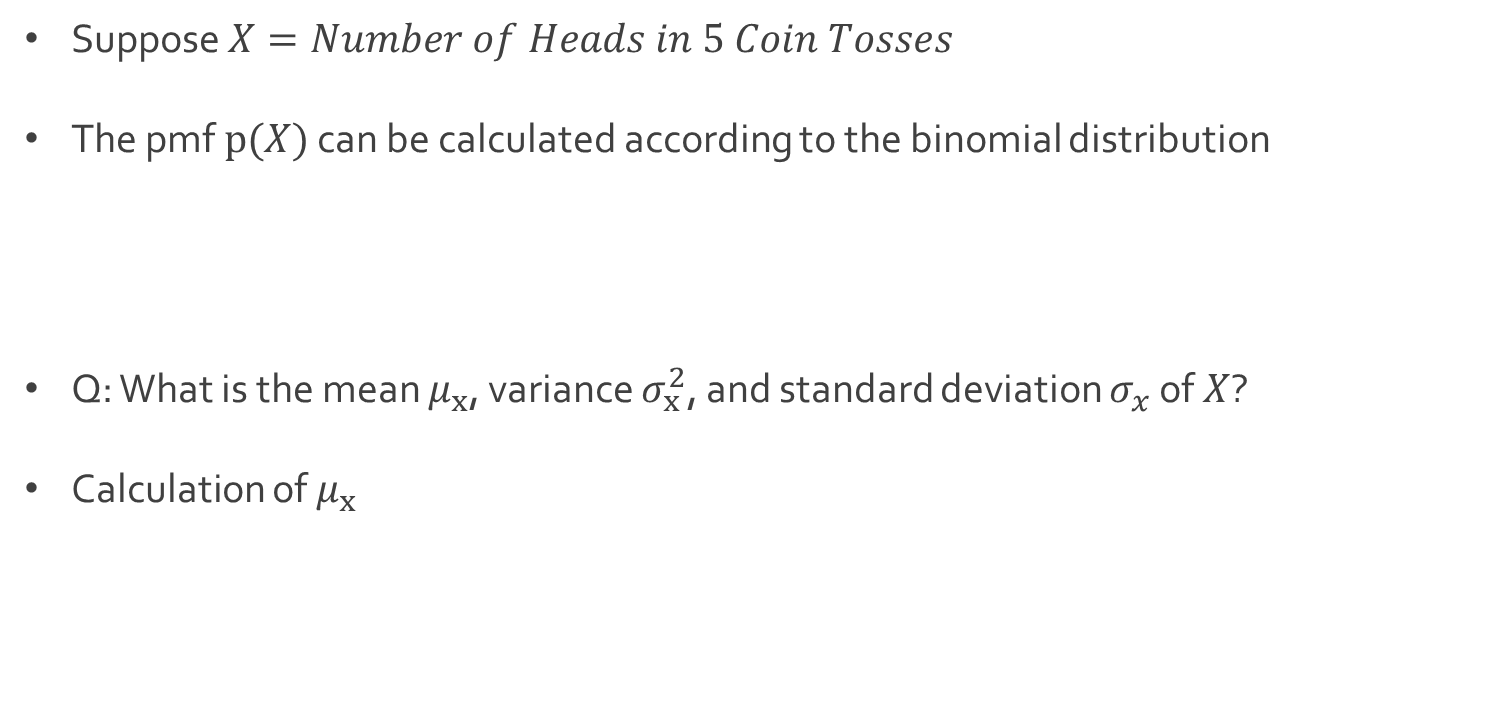 • Suppose X = Number of Heads in 5 Coin Tosses
• The pmf p(X) can be calculated according to the binomial distribution
• Q: What is the mean μₓ, variance σₓ², and standard deviation σₓ of X?
• Calculation of μₓ